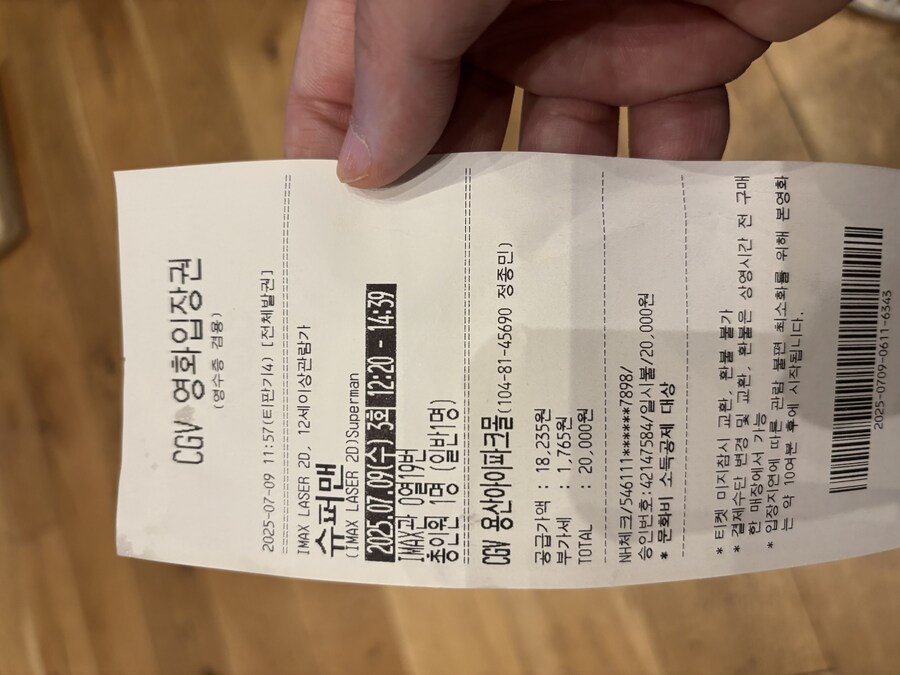 CGV 영화입장권
(영수증 겸용)
2025-07-09 11:57(티판기4) [전체발권]
IMAX LASER 2D, 12세이상관람가
슈퍼맨
(IMAX LASER 2D)Superman
2025.07.09(수) 3회 12:20 - 14:39
IMAX관 O열19번
총인원 1명 (일반1명)
CGV 용산아이파크몰(104-81-45690 정종민)
공급가액 : 18,235원
부가세 : 1,765원
TOTAL : 20,000원
NH체크/546111******7898/
승인번호:42147584/일시불/20,000원
* 문화비 소득공제 대상
* 티켓 미지참시 교환, 환불 불가
* 결제수단 변경 및 교환, 환불은 상영시간 전 구매
한 매장에서 가능
* 입장지연에 따른 관람 불편 최소화를 위해 본영화
는 약 10여분 후에 시작됩니다.
2025-0709-0611-6343